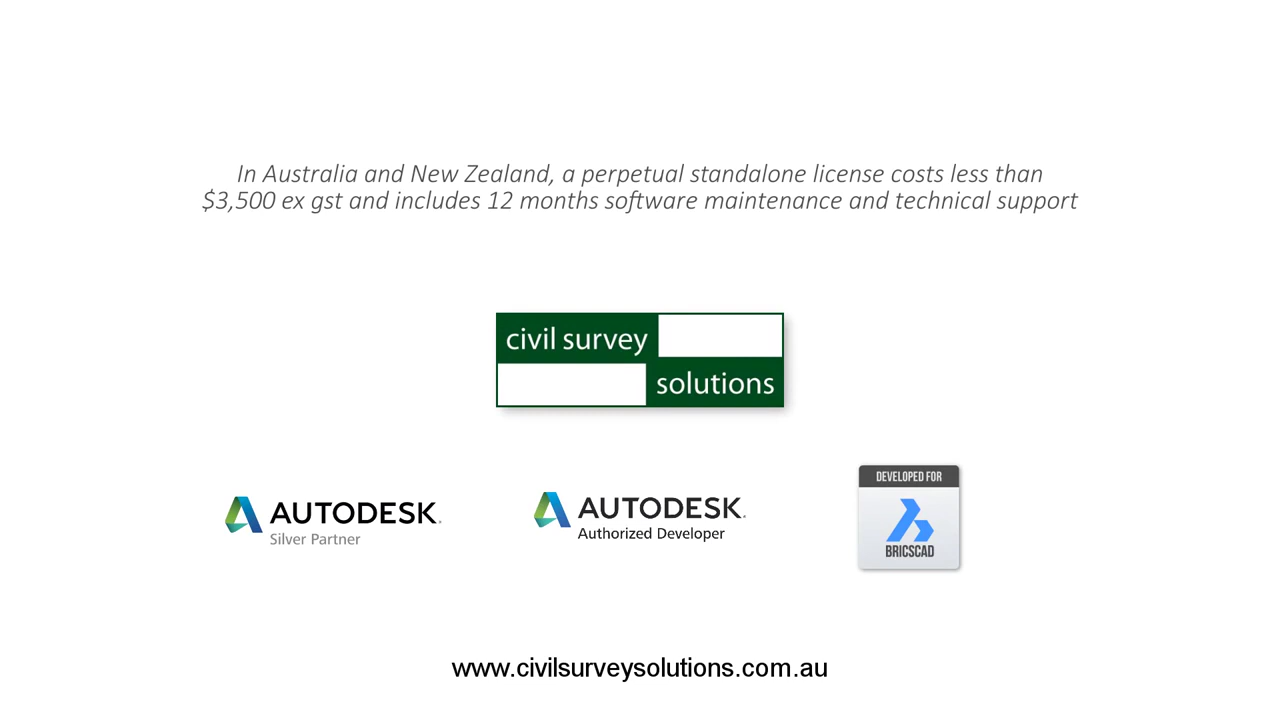 In Australia and New Zealand, a perpetual standalone license costs less than
$3,500 ex gst and includes 12 months software maintenance and technical support
civil survey
solutions
AUTODESK.
Silver Partner
AUTODESK.
Authorized Developer
DEVELOPED FOR
BRICSCAD
www.civilsurveysolutions.com.au